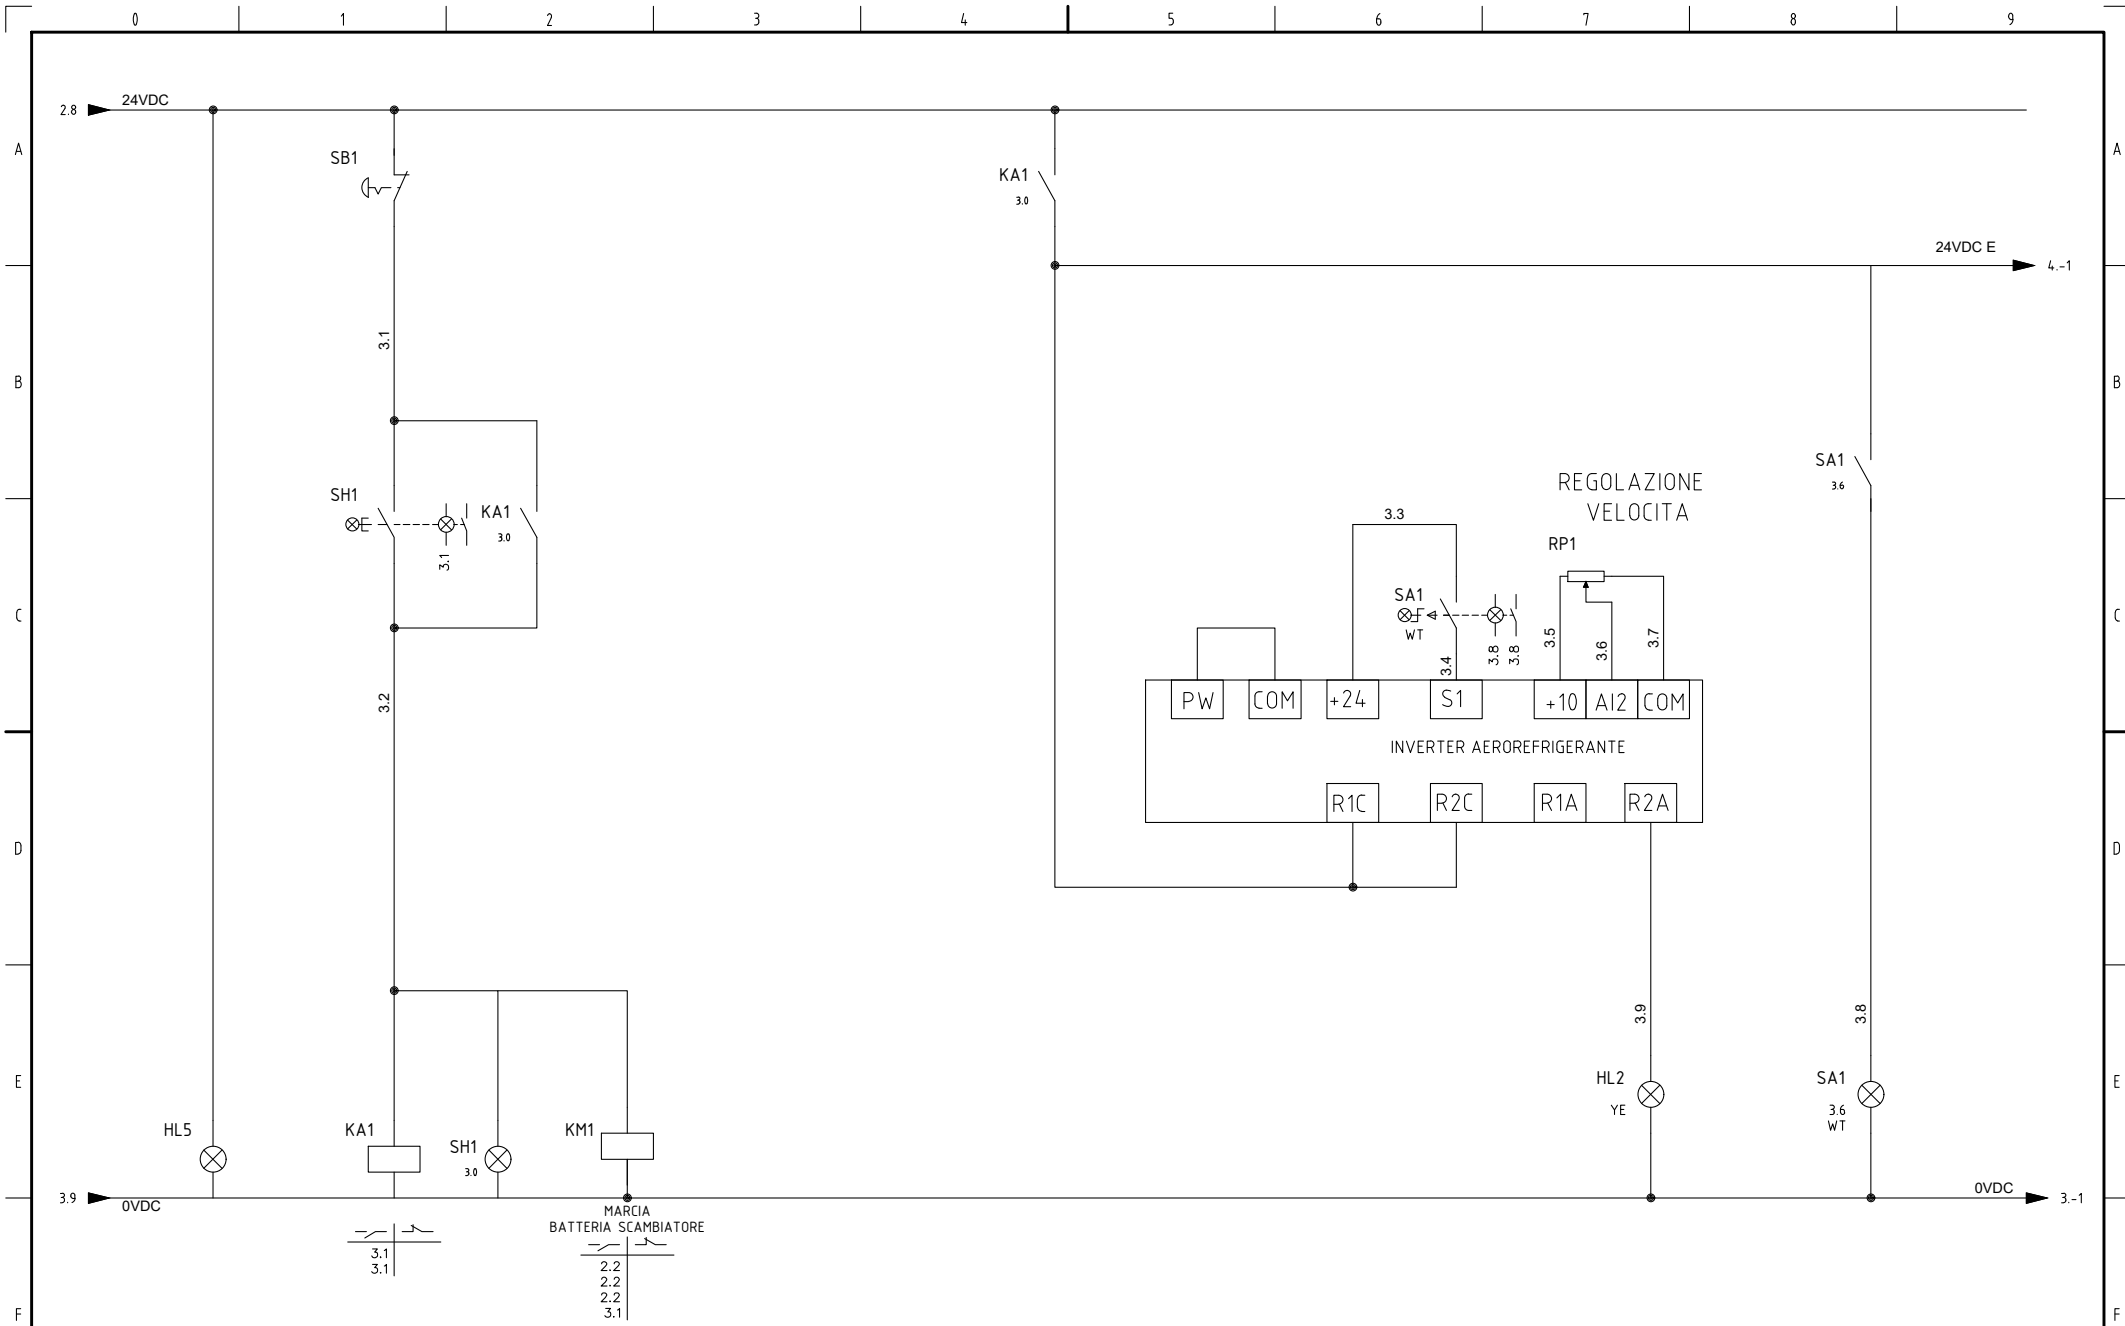 0 1 2 3 4 5 6 7 8 9
24VDC
2.8
A A
SB1
KA1
3.0
24VDC E
4.-1
3.1
B B
SA1
3.6
REGOLAZIONE
VELOCITA
SH1
KA1
3.0
3.1
3.3
RP1
SA1
WT
C C
3.4
3.8
3.8
3.5
3.6
3.7
3.2
PW COM +24 S1 +10 AI2 COM
INVERTER AEROREFRIGERANTE
R1C R2C R1A R2A
D D
3.9
3.8
E E
HL2
YE
SA1
3.6
WT
HL5
KA1
SH1
3.0
KM1
3.9
0VDC
0VDC
3.-1
MARCIA
BATTERIA SCAMBIATORE
3.1
3.1
2.2
2.2
2.2
3.1
F F